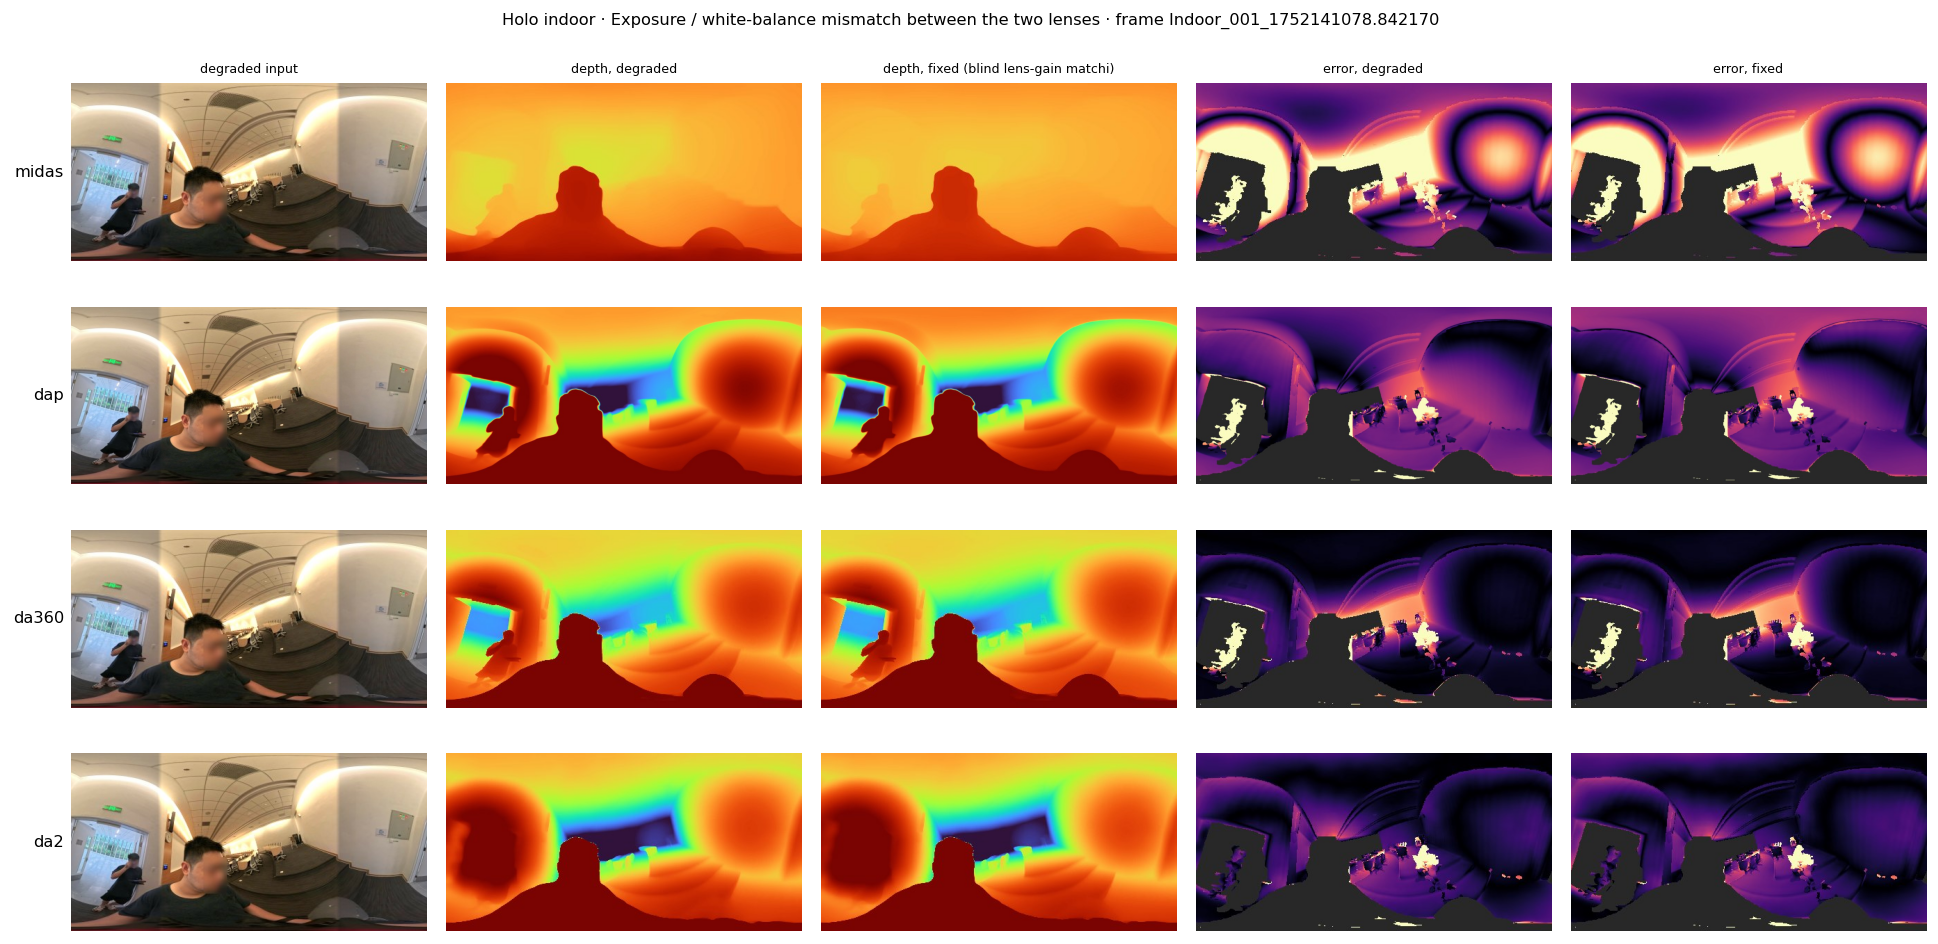 Holo indoor · Exposure / white-balance mismatch between the two lenses · frame Indoor_001_1752141078.842170
degraded input
depth, degraded
depth, fixed (blind lens-gain matchi)
error, degraded
error, fixed
midas
dap
da360
da2